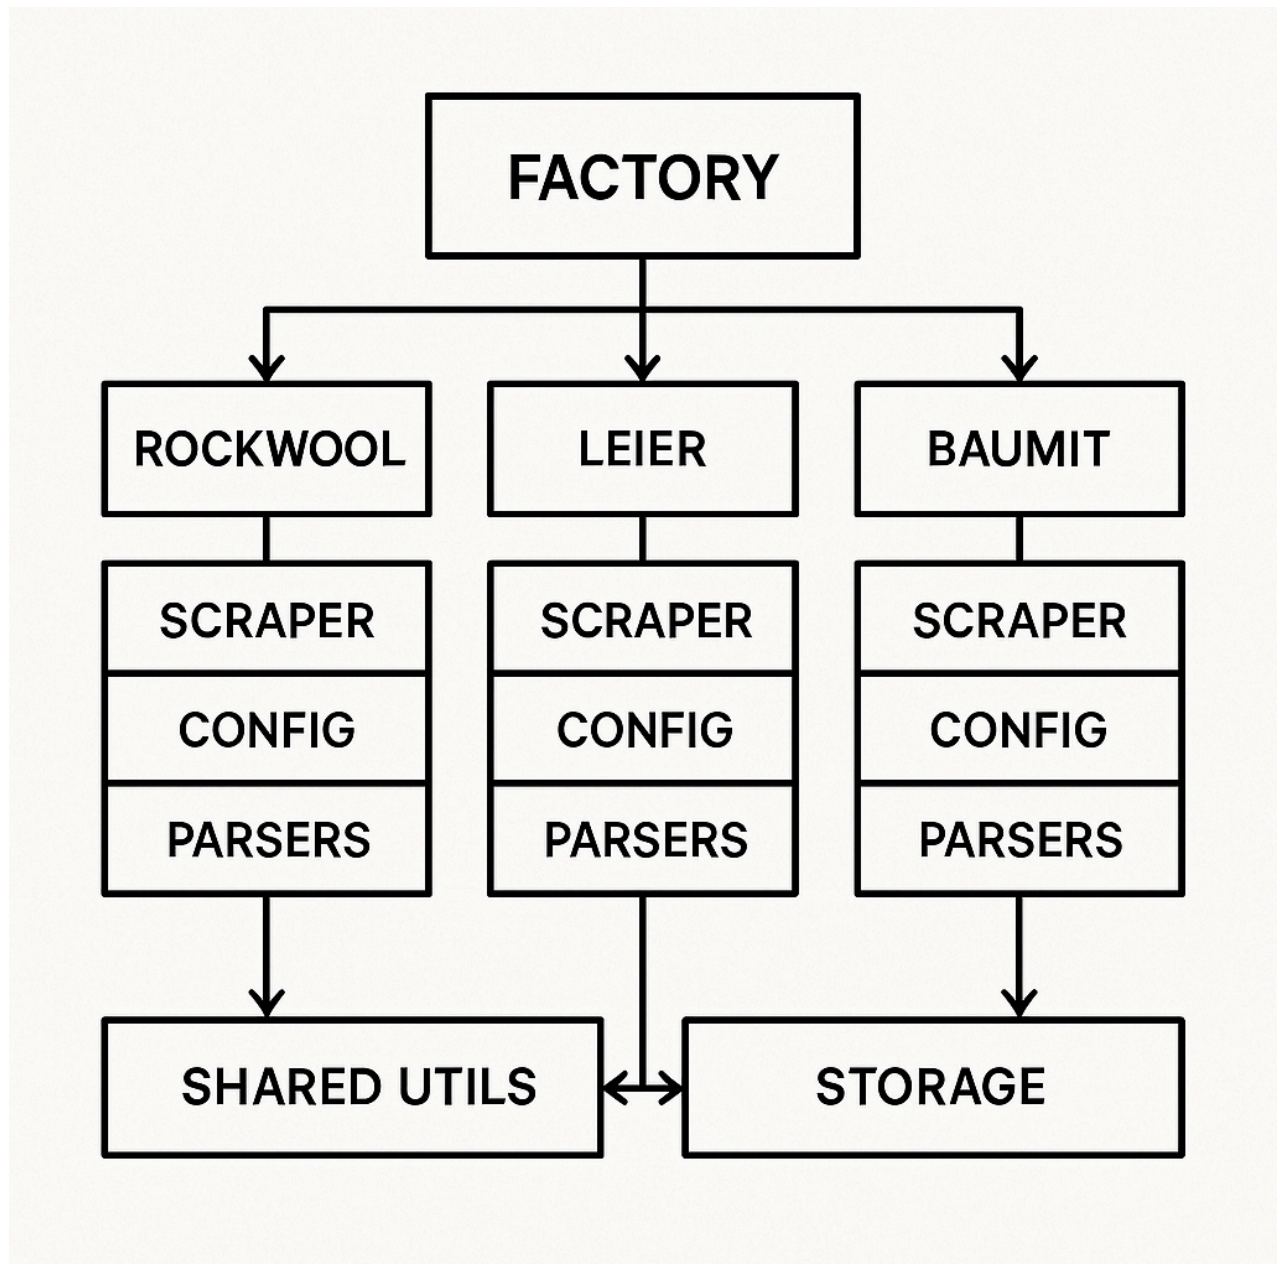 FACTORY
ROCKWOOL
LEIER
BAUMIT
SCRAPER
CONFIG
PARSERS
SCRAPER
CONFIG
PARSERS
SCRAPER
CONFIG
PARSERS
SHARED UTILS
STORAGE